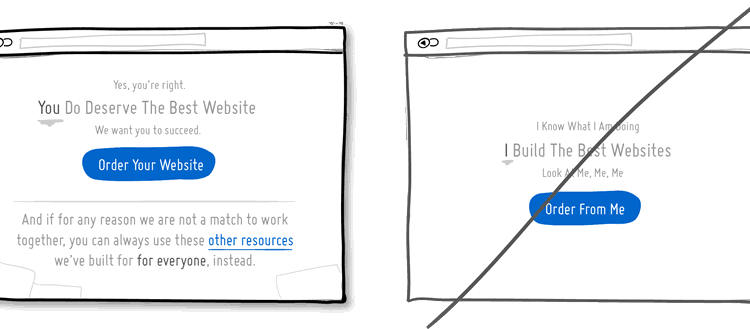 Yes, you're right.
You Do Deserve The Best Website
We want you to succeed.
Order Your Website
And if for any reason we are not a match to work
together, you can always use these other resources
we've built for for everyone, instead.
I Know What I Am Doing
I Build The Best Websites
Look At Me, Me, Me
Order From Me